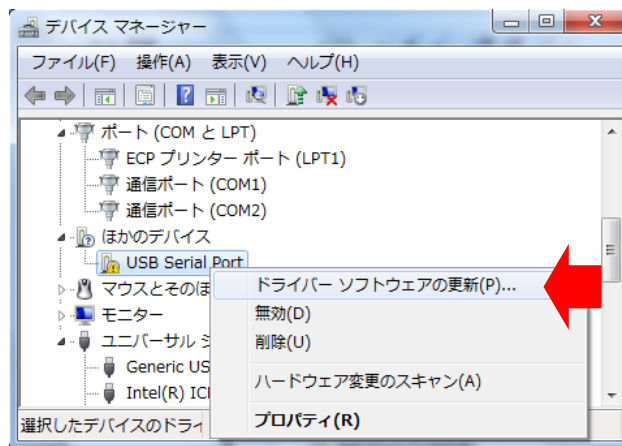 デバイス マネージャー
ファイル(F) 操作(A) 表示(V) ヘルプ(H)
ポート (COM と LPT)
ECP プリンター ポート (LPT1)
通信ポート (COM1)
通信ポート (COM2)
ほかのデバイス
USB Serial Port
マウスとそのほ
モニター
ユニバーサル
Generic US
Intel(R)
ドライバー ソフトウェアの更新(P)...
無効(D)
削除(U)
ハードウェア変更のスキャン(A)
プロパティ(R)
選択したデバイスのドライ